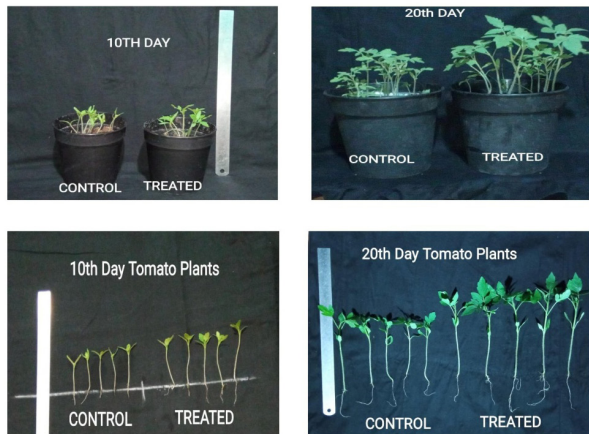 10TH DAY
CONTROL TREATED
20th DAY
CONTROL TREATED
10th Day Tomato Plants
CONTROL TREATED
20th Day Tomato Plants
CONTROL TREATED